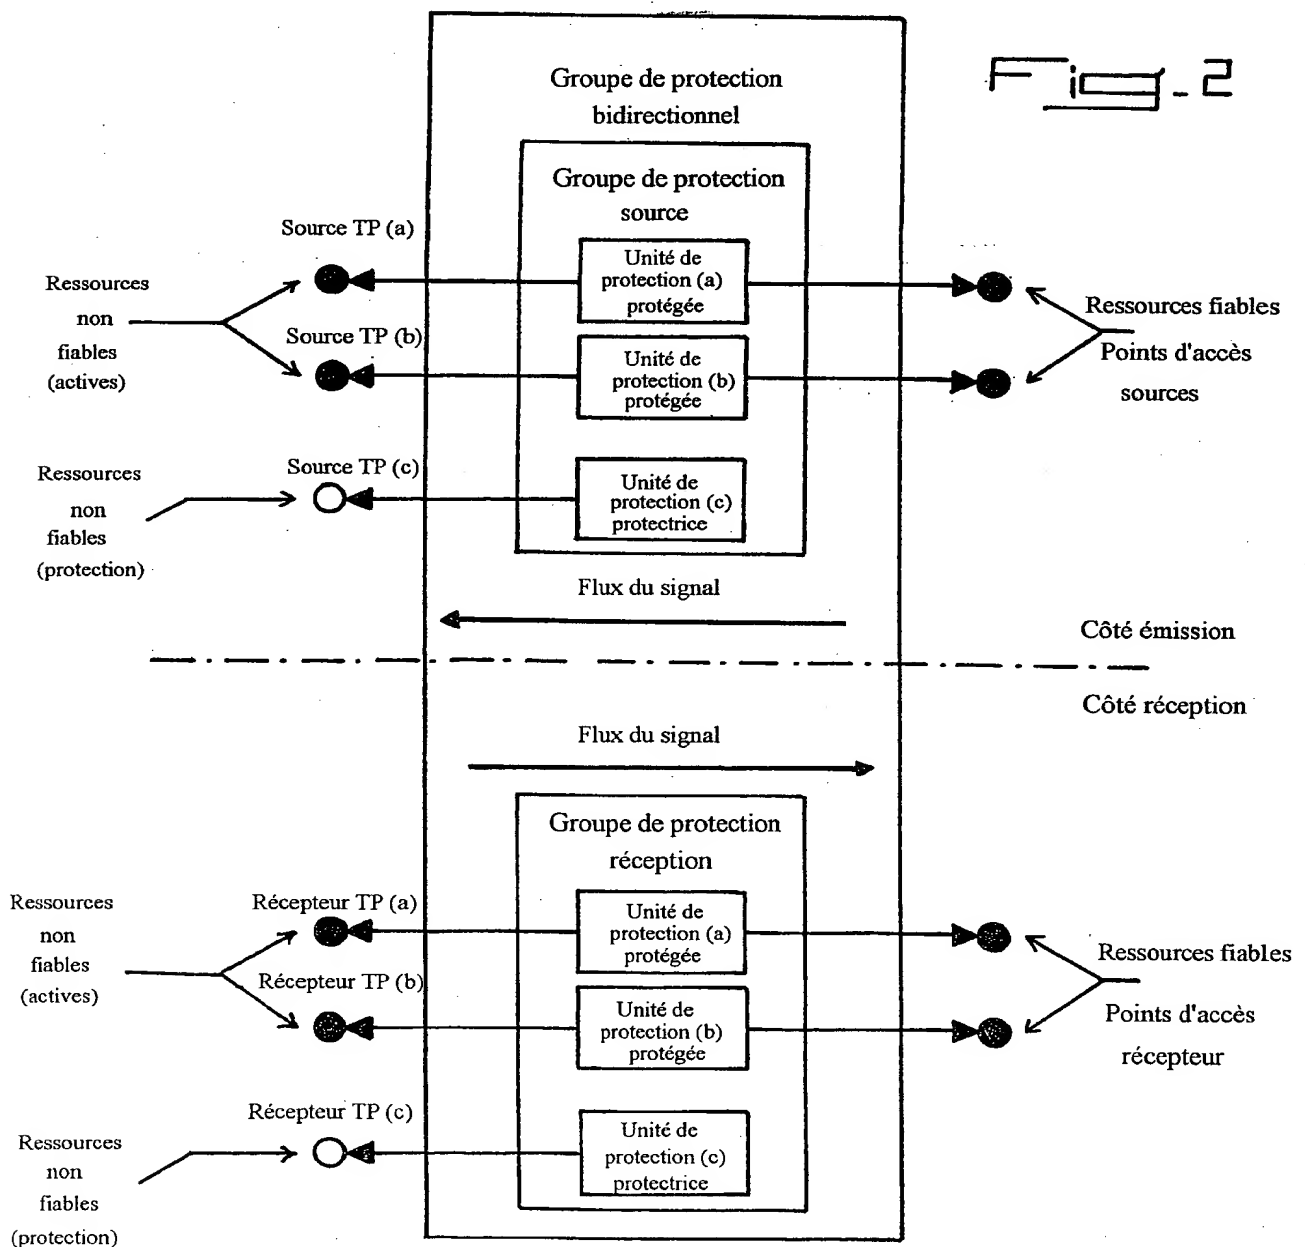 Fig_2
Groupe de protection
bidirectionnel
Groupe de protection
source
Source TP (a)
Unité de
protection (a)
protégée
Ressources
non
fiables
(actives)
Ressources fiables
Points d'accès
sources
Source TP (b)
Unité de
protection (b)
protégée
Ressources
non
fiables
(protection)
Source TP (c)
Unité de
protection (c)
protectrice
Flux du signal
Côté émission
Côté réception
Flux du signal
Groupe de protection
réception
Ressources
non
fiables
(actives)
Récepteur TP (a)
Unité de
protection (a)
protégée
Ressources fiables
Points d'accès
récepteur
Récepteur TP (b)
Unité de
protection (b)
protégée
Récepteur TP (c)
Unité de
protection (c)
protectrice
Ressources
non
fiables
(protection)